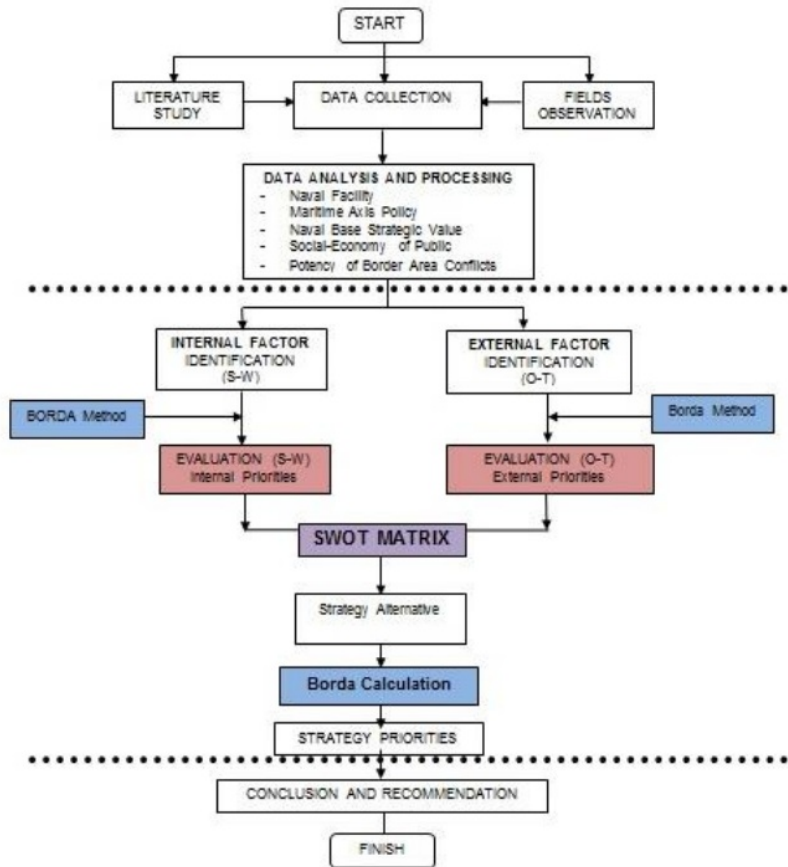 START
LITERATURE
STUDY
DATA COLLECTION
FIELDS
OBSERVATION
DATA ANALYSIS AND PROCESSING
- Naval Facility
- Maritime Axis Policy
- Naval Base Strategic Value
- Social-Economy of Public
- Potency of Border Area Conflicts
INTERNAL FACTOR
IDENTIFICATION
(S-W)
EXTERNAL FACTOR
IDENTIFICATION
(O-T)
BORDA Method
Borda Method
EVALUATION (S-W)
Internal Priorities
EVALUATION (O-T)
External Priorities
SWOT MATRIX
Strategy Alternative
Borda Calculation
STRATEGY PRIORITIES
CONCLUSION AND RECOMMENDATION
FINISH